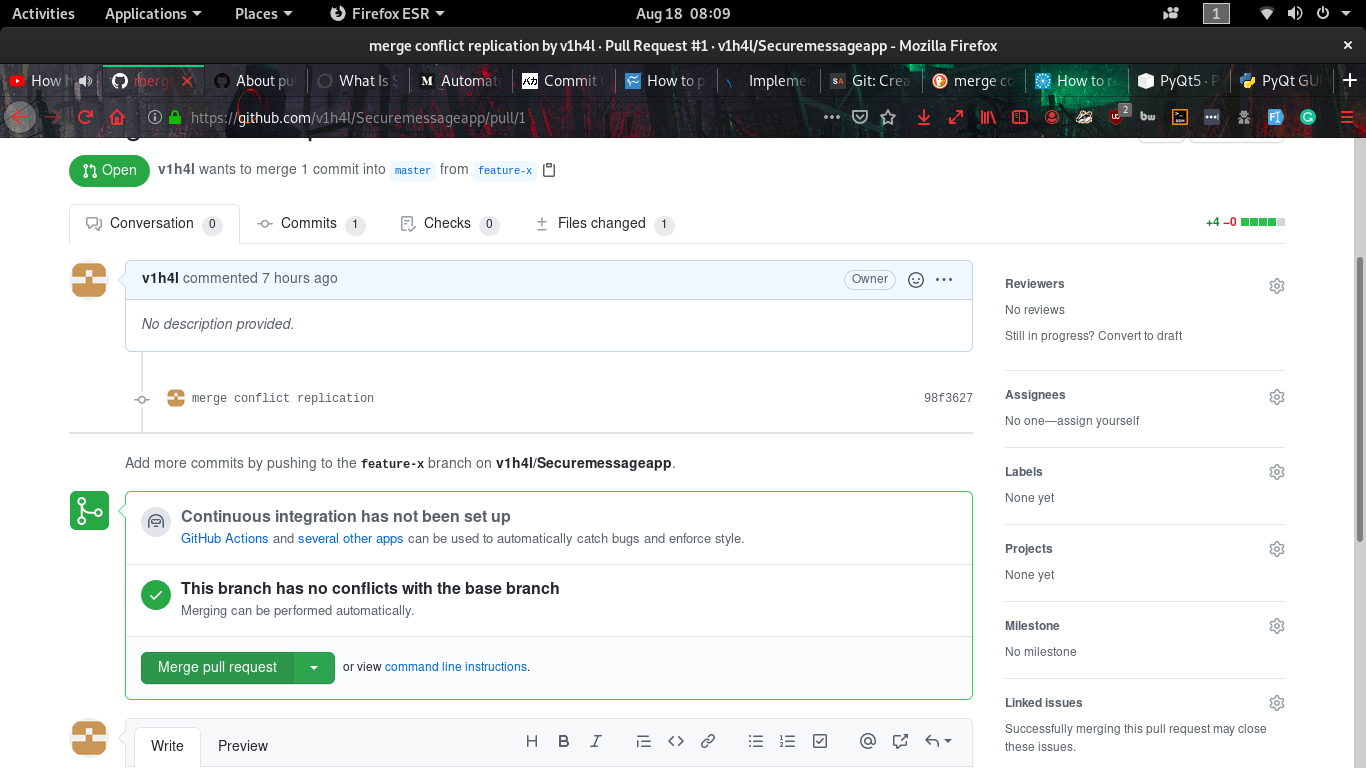 Activities Applications Places Firefox ESR Aug 18 08:09 1
merge conflict replication by v1h4l · Pull Request #1 · v1h4l/Securemessageapp - Mozilla Firefox ×
How merge About pu What Is Automat Commit How to p Impleme Git: Crea merge co How to re PyQt5 · P PyQt GU
https://github.com/v1h4l/Securemessageapp/pull/1 2
Open v1h4l wants to merge 1 commit into master from feature-x
Conversation 0 Commits 1 Checks 0 Files changed 1 +4 −0
v1h4l commented 7 hours ago Owner
No description provided.
merge conflict replication 98f3627
Add more commits by pushing to the feature-x branch on v1h4l/Securemessageapp.
Continuous integration has not been set up
GitHub Actions and several other apps can be used to automatically catch bugs and enforce style.
This branch has no conflicts with the base branch
Merging can be performed automatically.
Merge pull request or view command line instructions.
Write Preview
Reviewers
No reviews
Still in progress? Convert to draft
Assignees
No one—assign yourself
Labels
None yet
Projects
None yet
Milestone
No milestone
Linked issues
Successfully merging this pull request may close
these issues.